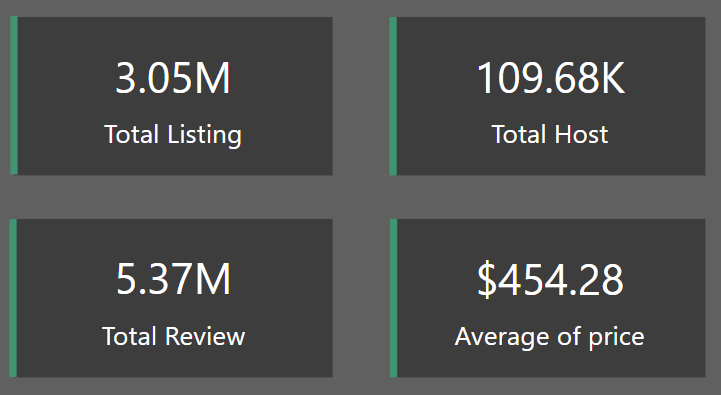 3.05M
Total Listing
109.68K
Total Host
5.37M
Total Review
$454.28
Average of price